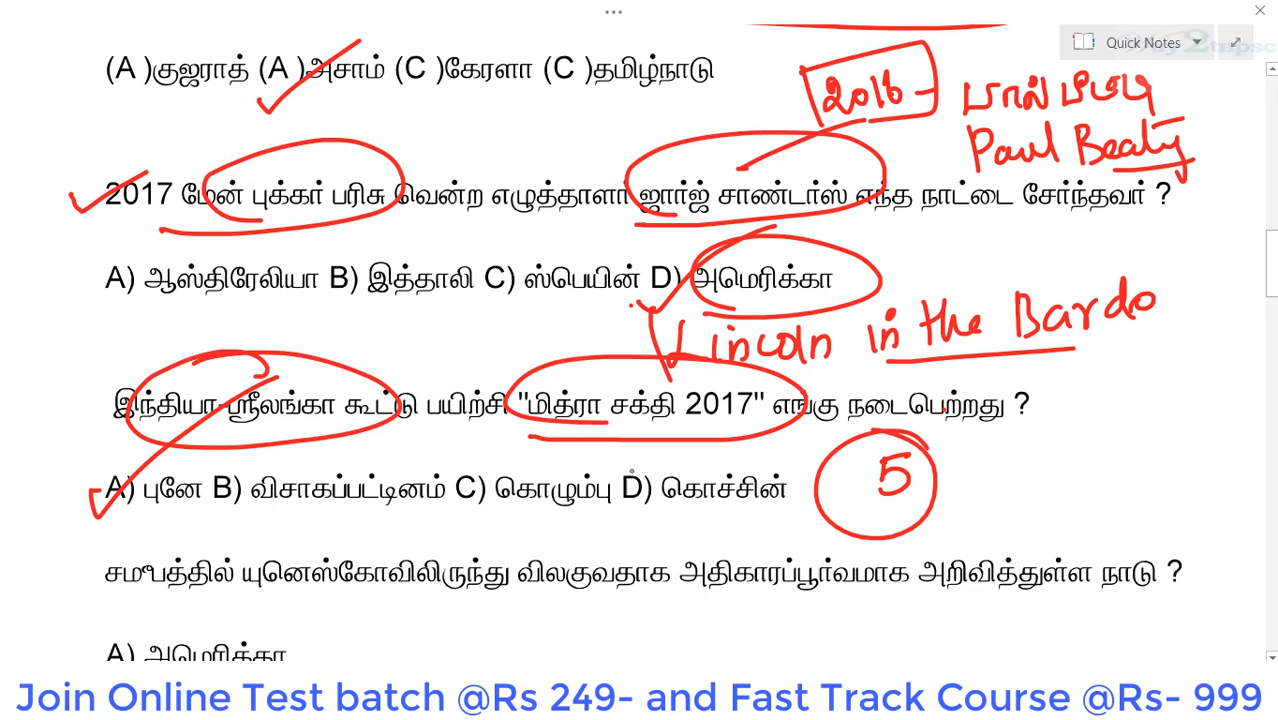 Quick Notes
(A )குஜராத் (A )அசாம் (C )கேரளா (C )தமிழ்நாடு
2016 -
பால் பீட்டி
Paul Beaty
2017 மேன் புக்கர் பரிசு வென்ற எழுத்தாளர் ஜார்ஜ் சாண்டர்ஸ் எந்த நாட்டை சேர்ந்தவர் ?
A) ஆஸ்திரேலியா B) இத்தாலி C) ஸ்பெயின் D) அமெரிக்கா
Lincoln in the Bardo
இந்தியா-ஸ்ரீலங்கா கூட்டு பயிற்சி "மித்ரா சக்தி 2017" எங்கு நடைபெற்றது ?
A) புனே B) விசாகப்பட்டினம் C) கொழும்பு D) கொச்சின்
5
சமீபத்தில் யுனெஸ்கோவிலிருந்து விலகுவதாக அதிகாரப்பூர்வமாக அறிவித்துள்ள நாடு ?
A) அமெரிக்கா
Join Online Test batch @Rs 249- and Fast Track Course @Rs- 999